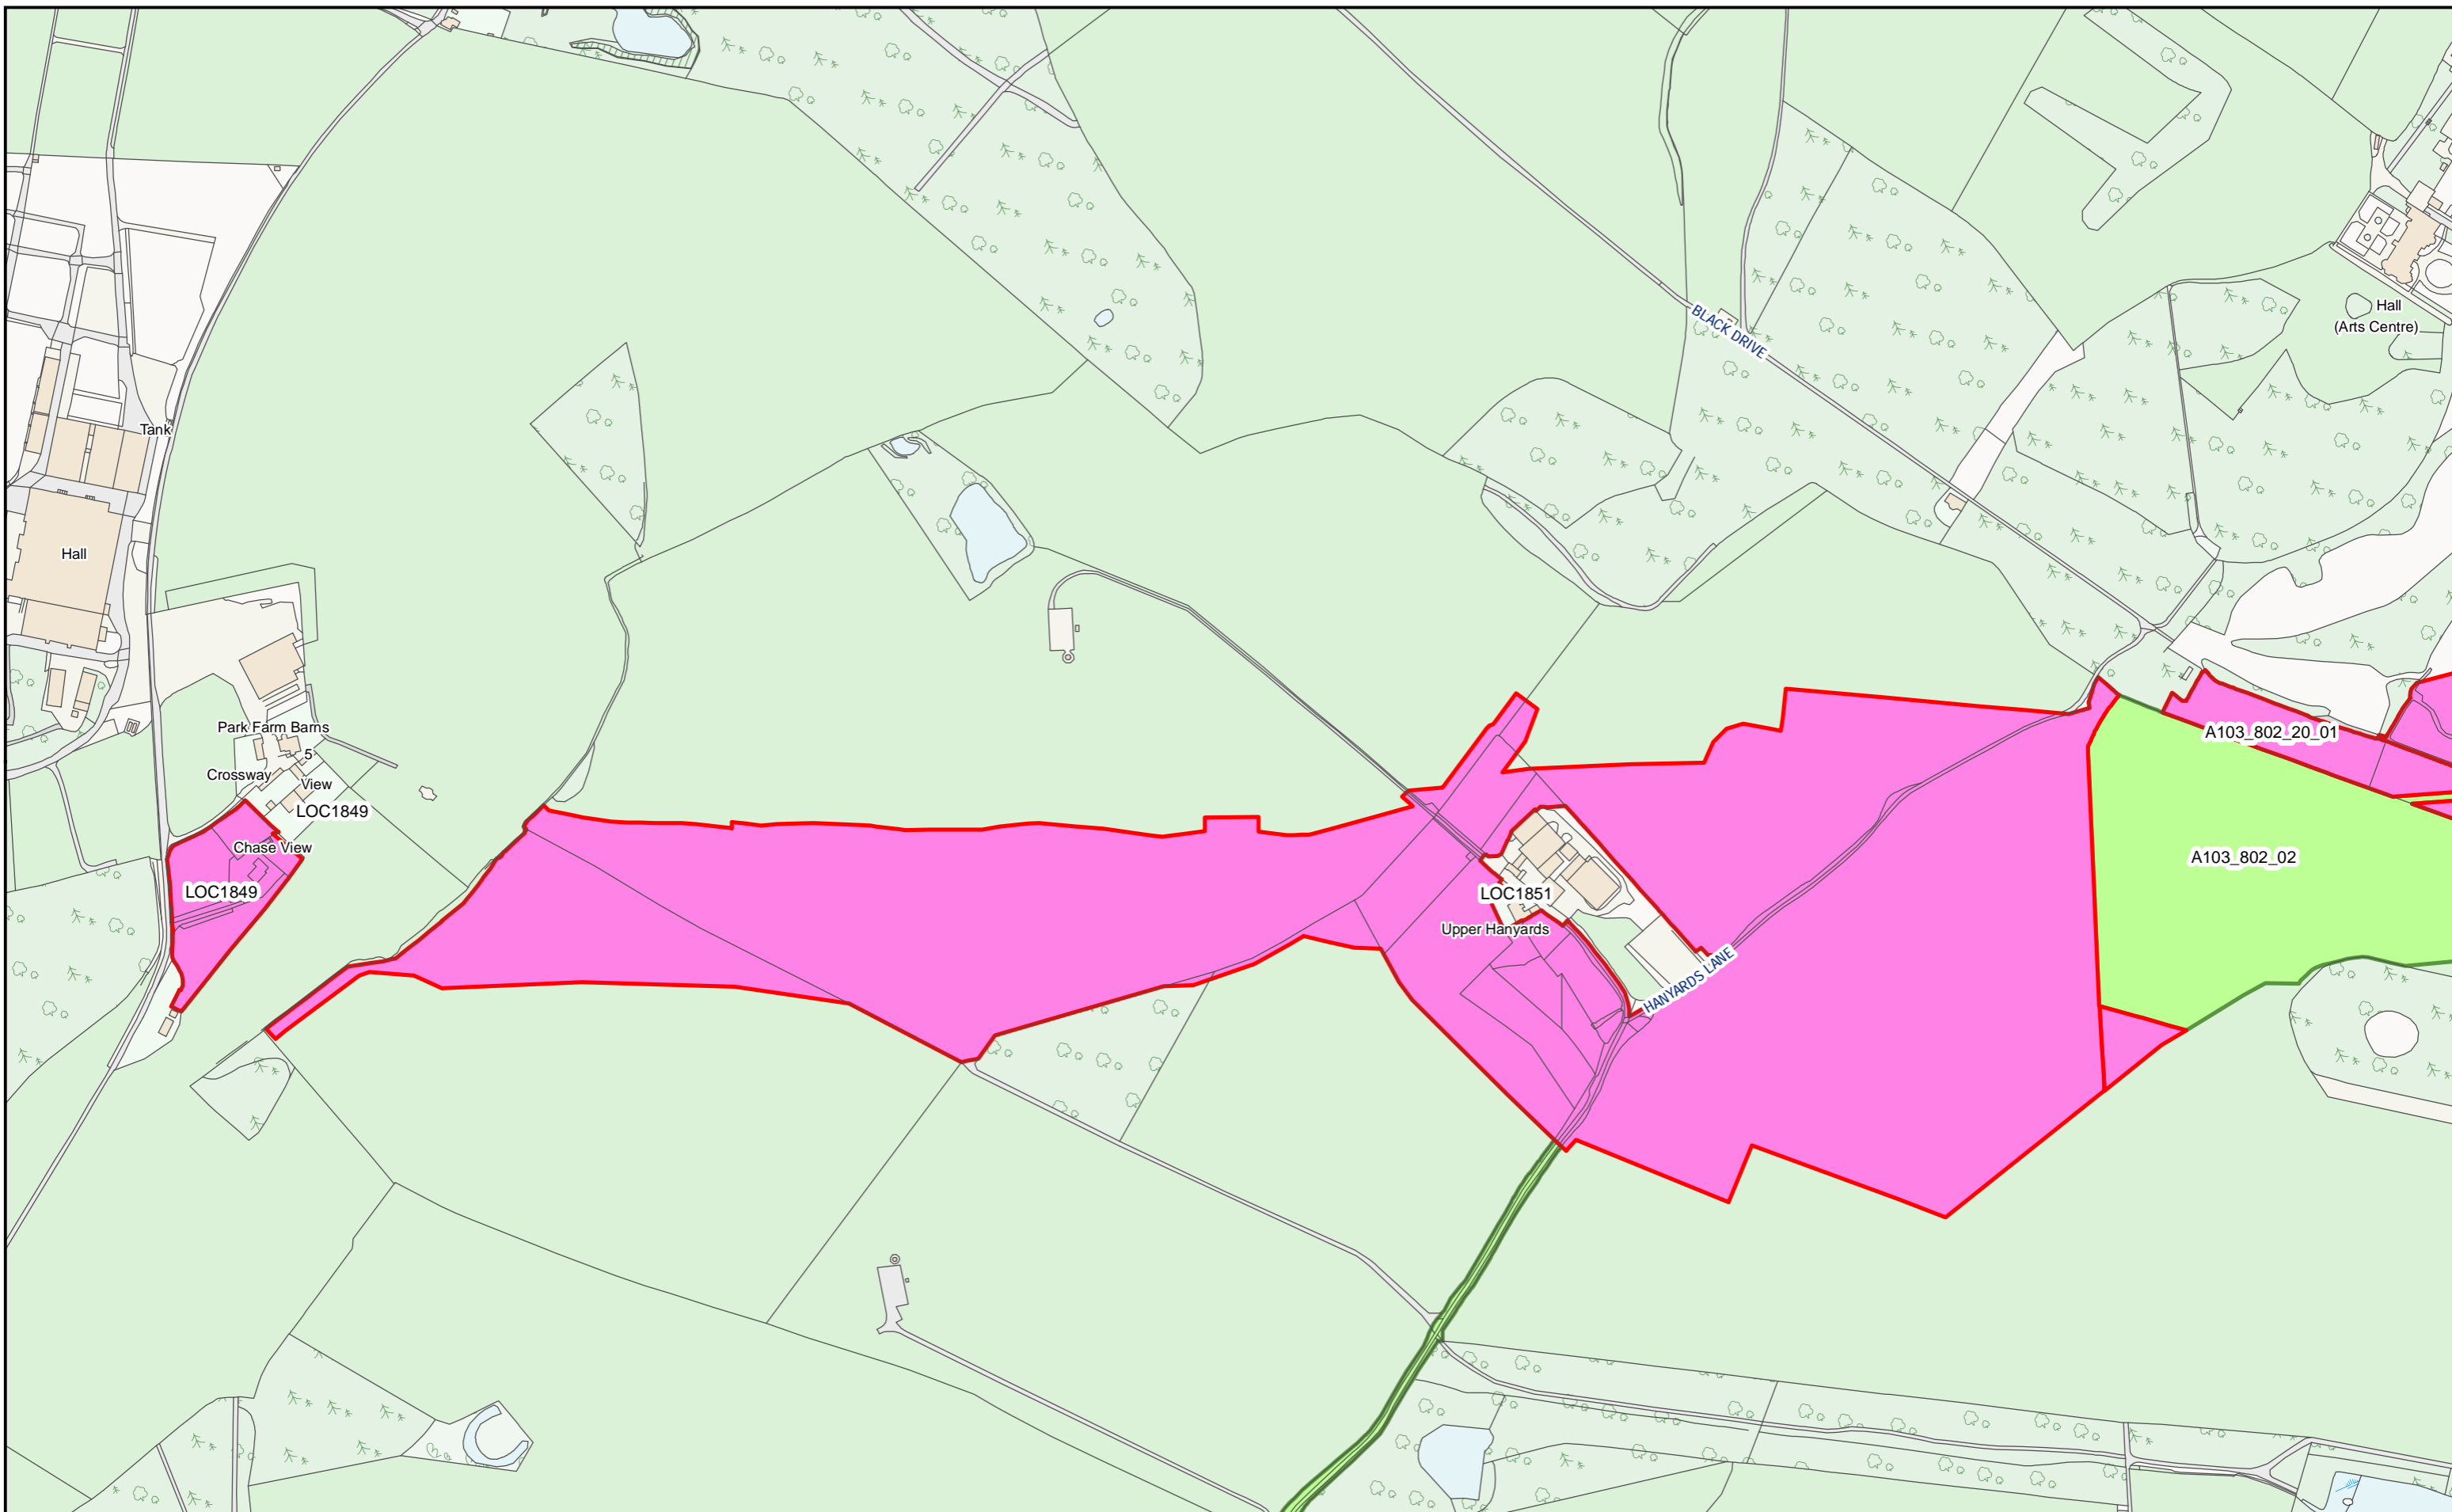 Hall
(Arts Centre)
BLACK DRIVE
Tank
Hall
Park Farm Barns
5
Crossway
View
LOC1849
Chase View
LOC1849
LOC1851
Upper Hanyards
HANYARDS LANE
A103_802_20_01
A103_802_02